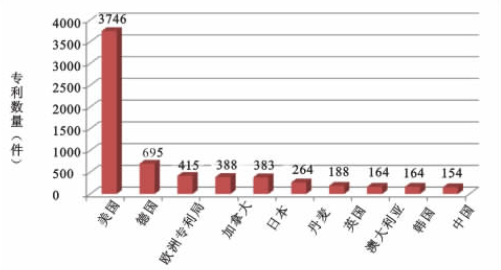 专利数量（件）
4000
3500
3000
2500
2000
1500
1000
500
0
3746
695
415
388
383
264
188
164
164
154
美国
德国
欧洲专利局
加拿大
日本
丹麦
英国
澳大利亚
韩国
中国